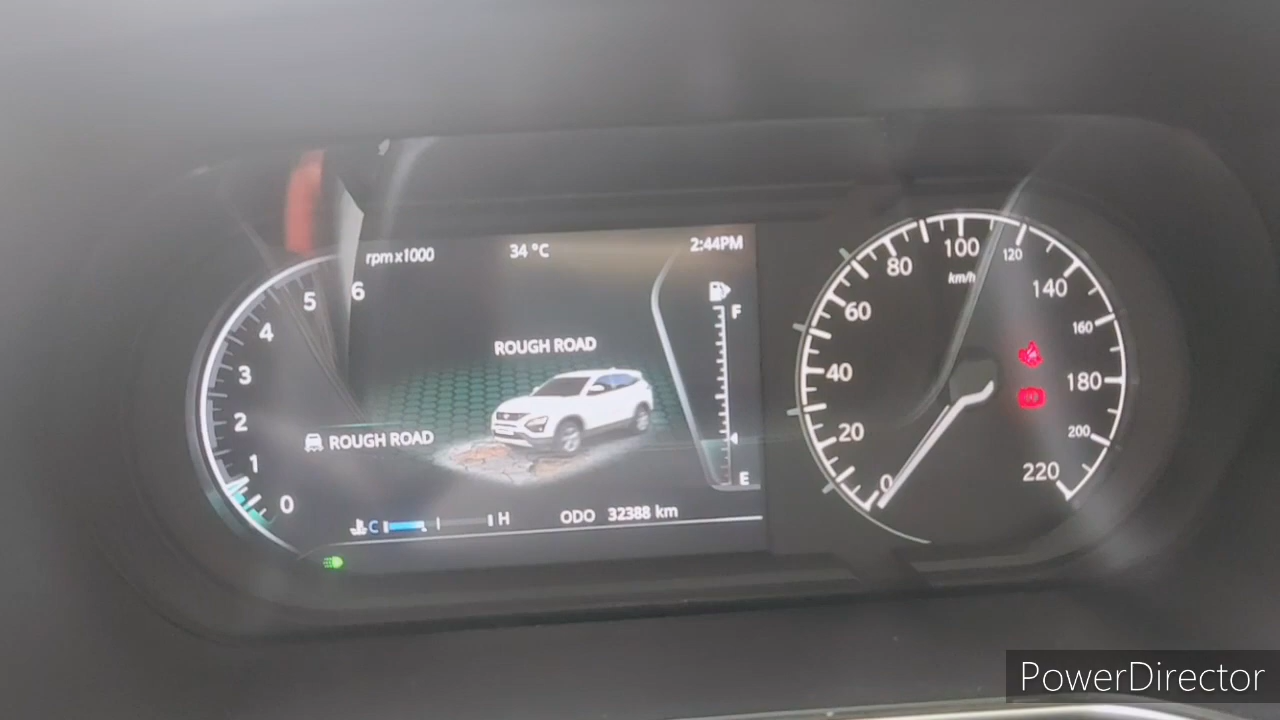 rpm x1000
34 °C
2:44PM
6
5
4
3
2
1
0
ROUGH ROAD
ROUGH ROAD
F
E
C
H
ODO 32388 km
0
20
40
60
80
100
120
140
160
180
200
220
km/h
PowerDirector